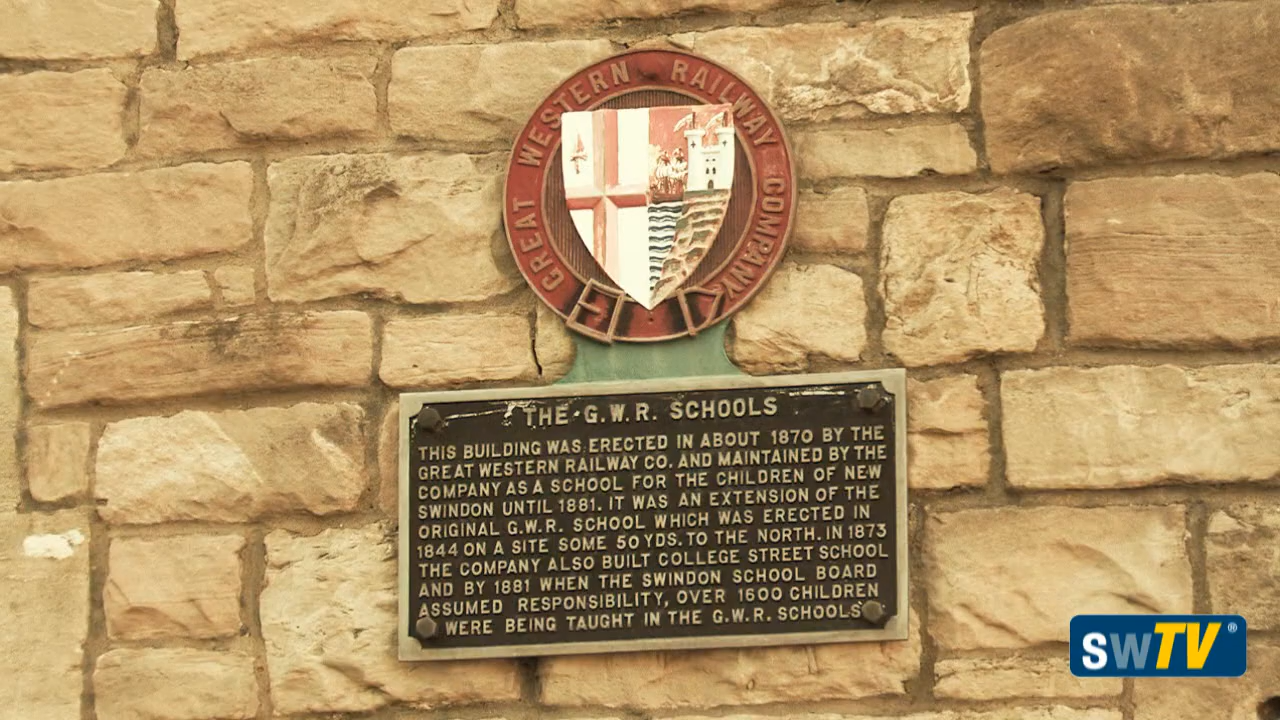 GREAT WESTERN RAILWAY COMPANY
THE G.W.R. SCHOOLS
THIS BUILDING WAS ERECTED IN ABOUT 1870 BY THE
GREAT WESTERN RAILWAY CO. AND MAINTAINED BY THE
COMPANY AS A SCHOOL FOR THE CHILDREN OF NEW
SWINDON UNTIL 1881. IT WAS AN EXTENSION OF THE
ORIGINAL G.W.R. SCHOOL WHICH WAS ERECTED IN
1844 ON A SITE SOME 50YDS. TO THE NORTH. IN 1873
THE COMPANY ALSO BUILT COLLEGE STREET SCHOOL
AND BY 1881 WHEN THE SWINDON SCHOOL BOARD
ASSUMED RESPONSIBILITY, OVER 1600 CHILDREN
WERE BEING TAUGHT IN THE G.W.R. SCHOOLS
swTV®